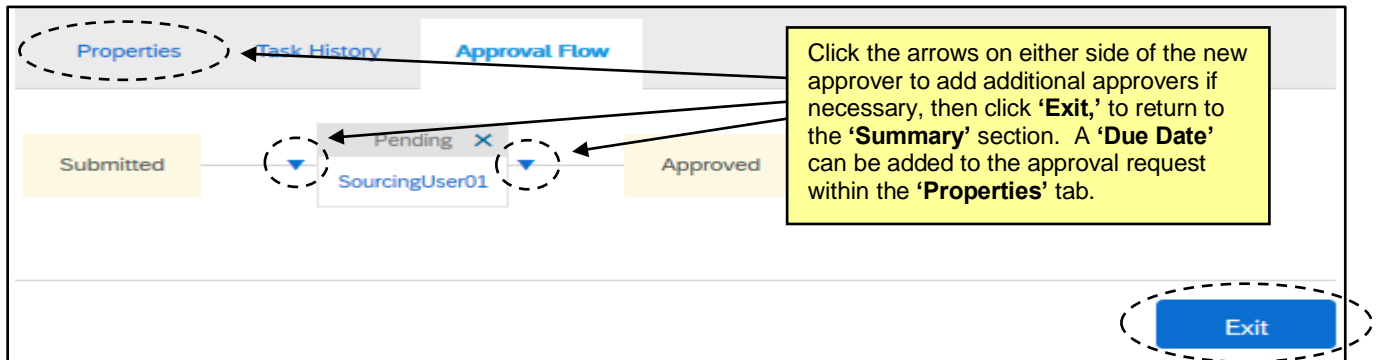 Properties Task History Approval Flow
Click the arrows on either side of the new
approver to add additional approvers if
necessary, then click ‘Exit,’ to return to
the ‘Summary’ section. A ‘Due Date’
can be added to the approval request
within the ‘Properties’ tab.
Pending
Submitted
SourcingUser01
Approved
Exit